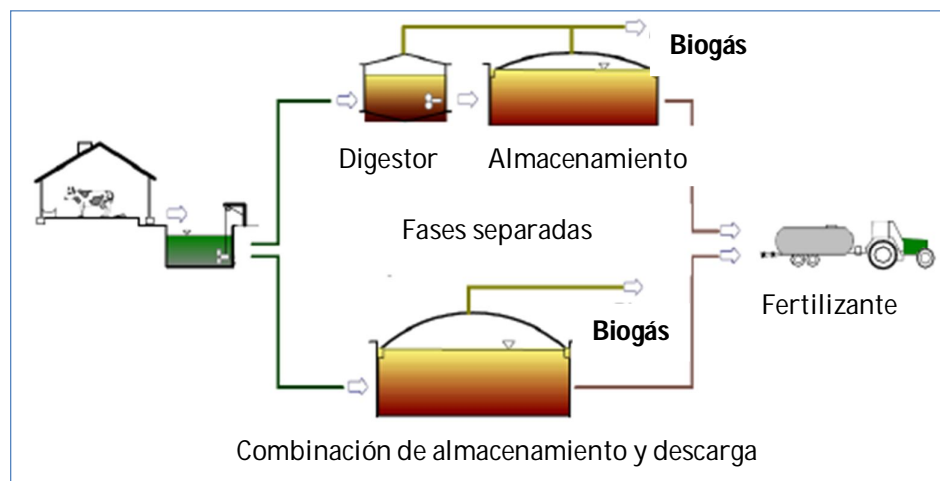 Biogás
Digestor
Almacenamiento
Fases separadas
Biogás
Fertilizante
Combinación de almacenamiento y descarga